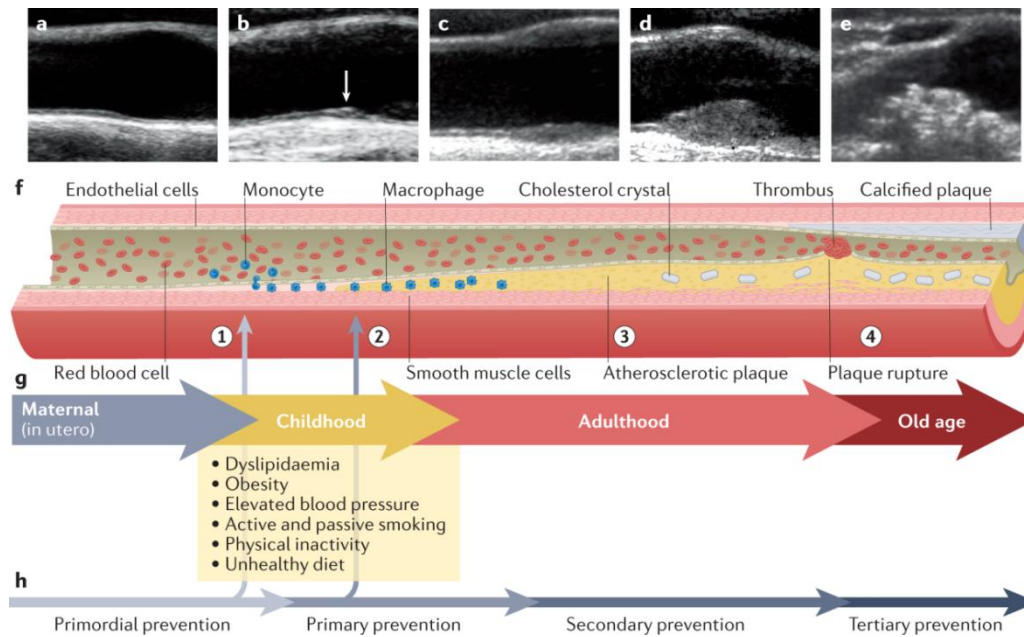 a
b
c
d
e
f
Endothelial cells
Monocyte
Macrophage
Cholesterol crystal
Thrombus
Calcified plaque
1
2
3
4
Red blood cell
Smooth muscle cells
Atherosclerotic plaque
Plaque rupture
g
Maternal
(in utero)
Childhood
Adulthood
Old age
• Dyslipidaemia
• Obesity
• Elevated blood pressure
• Active and passive smoking
• Physical inactivity
• Unhealthy diet
h
Primordial prevention
Primary prevention
Secondary prevention
Tertiary prevention